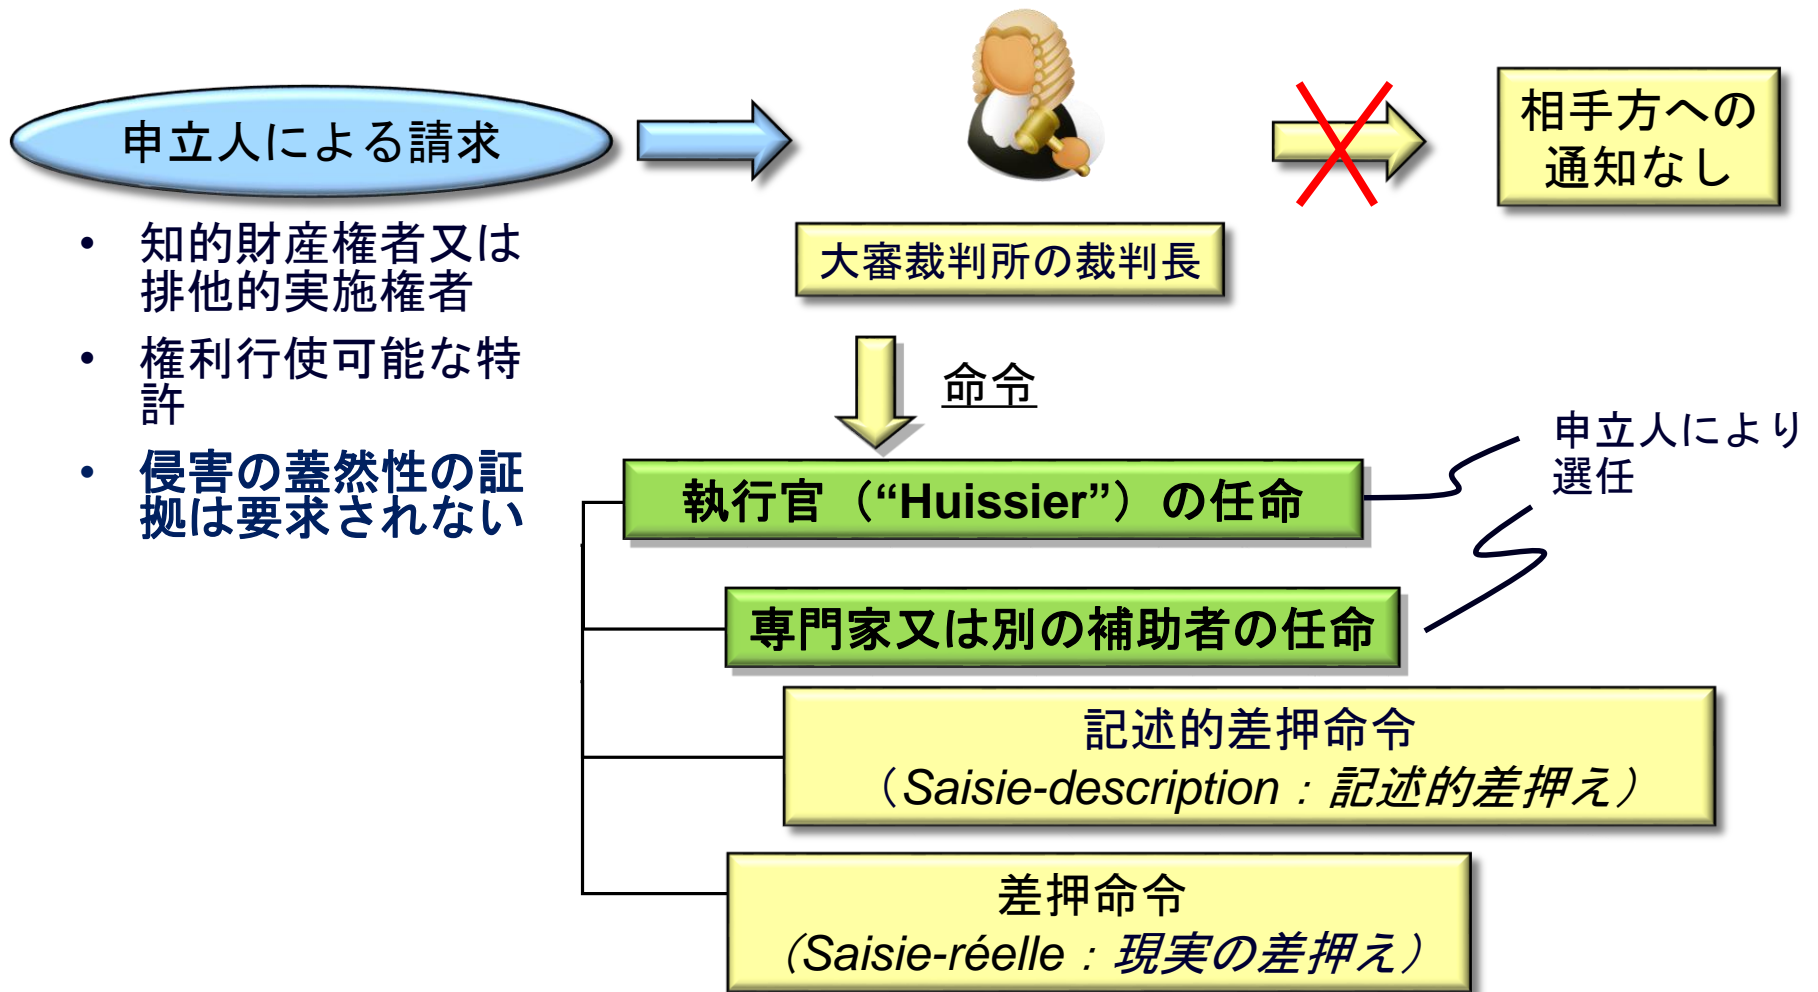 申立人による請求
相手方への
通知なし
• 知的財産権者又は
排他的実施権者
• 権利行使可能な特
許
• 侵害の蓋然性の証
拠は要求されない
大審裁判所の裁判長
命令
執行官（“Huissier”）の任命
申立人により
選任
専門家又は別の補助者の任命
記述的差押命令
（Saisie-description：記述的差押え）
差押命令
（Saisie-réelle：現実の差押え）